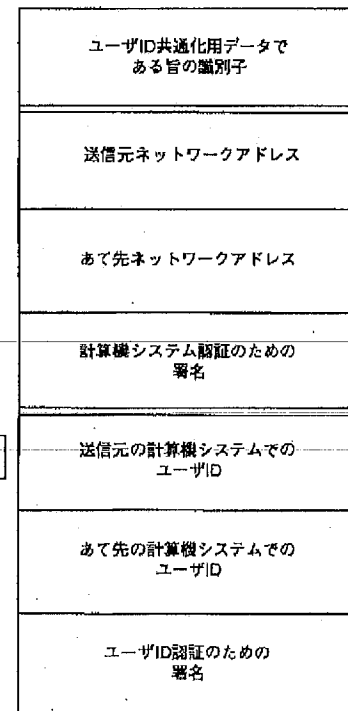 ユーザID共通化用データで
ある旨の識別子
送信元ネットワークアドレス
あて先ネットワークアドレス
計算機システム認証のための
署名
送信元の計算機システムでの
ユーザID
あて先の計算機システムでの
ユーザID
ユーザID認証のための
署名